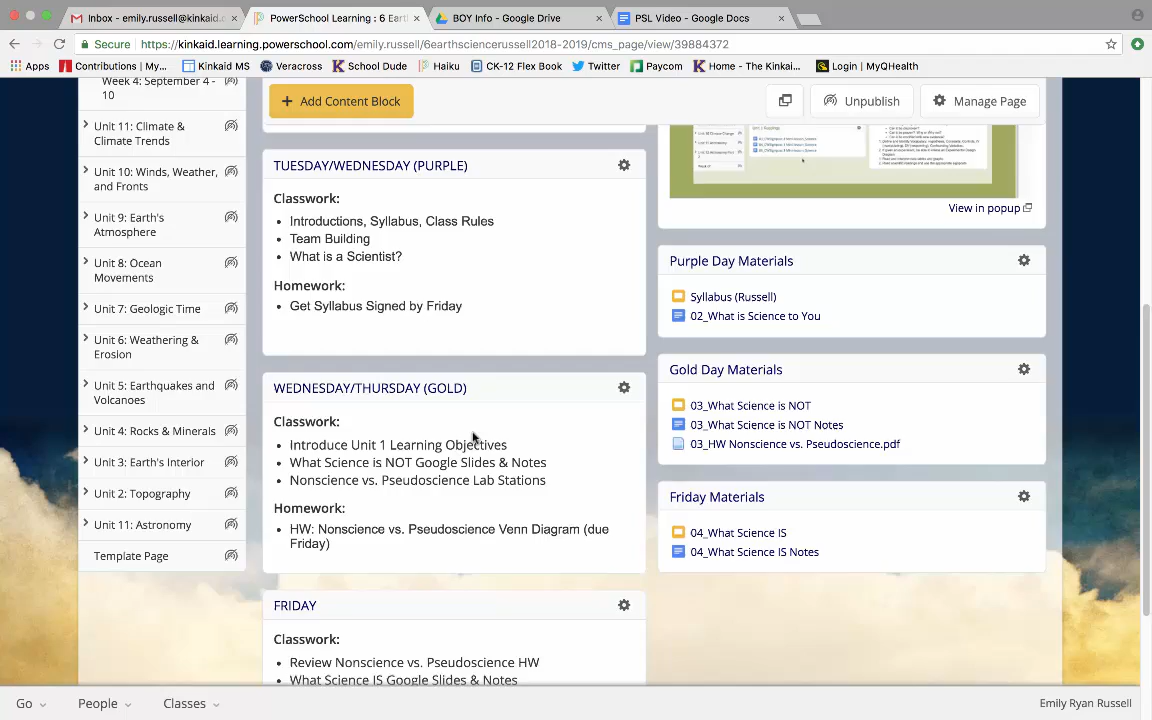 Inbox - emily.russell@kinkaid.
PowerSchool Learning : 6 Eart
BOY Info - Google Drive
PSL Video - Google Docs
Secure
https://kinkaid.learning.powerschool.com/emily.russell/6earthsciencerussell2018-2019/cms_page/view/39884372
Apps
Contributions | My...
Kinkaid MS
Veracross
School Dude
Haiku
CK-12 Flex Book
Twitter
Paycom
Home - The Kinkai...
Login | MyQHealth
Week 4: September 4 -
10
Unit 11: Climate &
Climate Trends
Unit 10: Winds, Weather,
and Fronts
Unit 9: Earth's
Atmosphere
Unit 8: Ocean
Movements
Unit 7: Geologic Time
Unit 6: Weathering &
Erosion
Unit 5: Earthquakes and
Volcanoes
Unit 4: Rocks & Minerals
Unit 3: Earth's Interior
Unit 2: Topography
Unit 11: Astronomy
Template Page
+ Add Content Block
Unpublish
Manage Page
TUESDAY/WEDNESDAY (PURPLE)
Classwork:
• Introductions, Syllabus, Class Rules
• Team Building
• What is a Scientist?
Homework:
• Get Syllabus Signed by Friday
WEDNESDAY/THURSDAY (GOLD)
Classwork:
• Introduce Unit 1 Learning Objectives
• What Science is NOT Google Slides & Notes
• Nonscience vs. Pseudoscience Lab Stations
Homework:
• HW: Nonscience vs. Pseudoscience Venn Diagram (due
Friday)
FRIDAY
Classwork:
• Review Nonscience vs. Pseudoscience HW
• What Science IS Google Slides & Notes
View in popup
Purple Day Materials
Syllabus (Russell)
02_What is Science to You
Gold Day Materials
03_What Science is NOT
03_What Science is NOT Notes
03_HW Nonscience vs. Pseudoscience.pdf
Friday Materials
04_What Science IS
04_What Science IS Notes
Go
People
Classes
Emily Ryan Russell